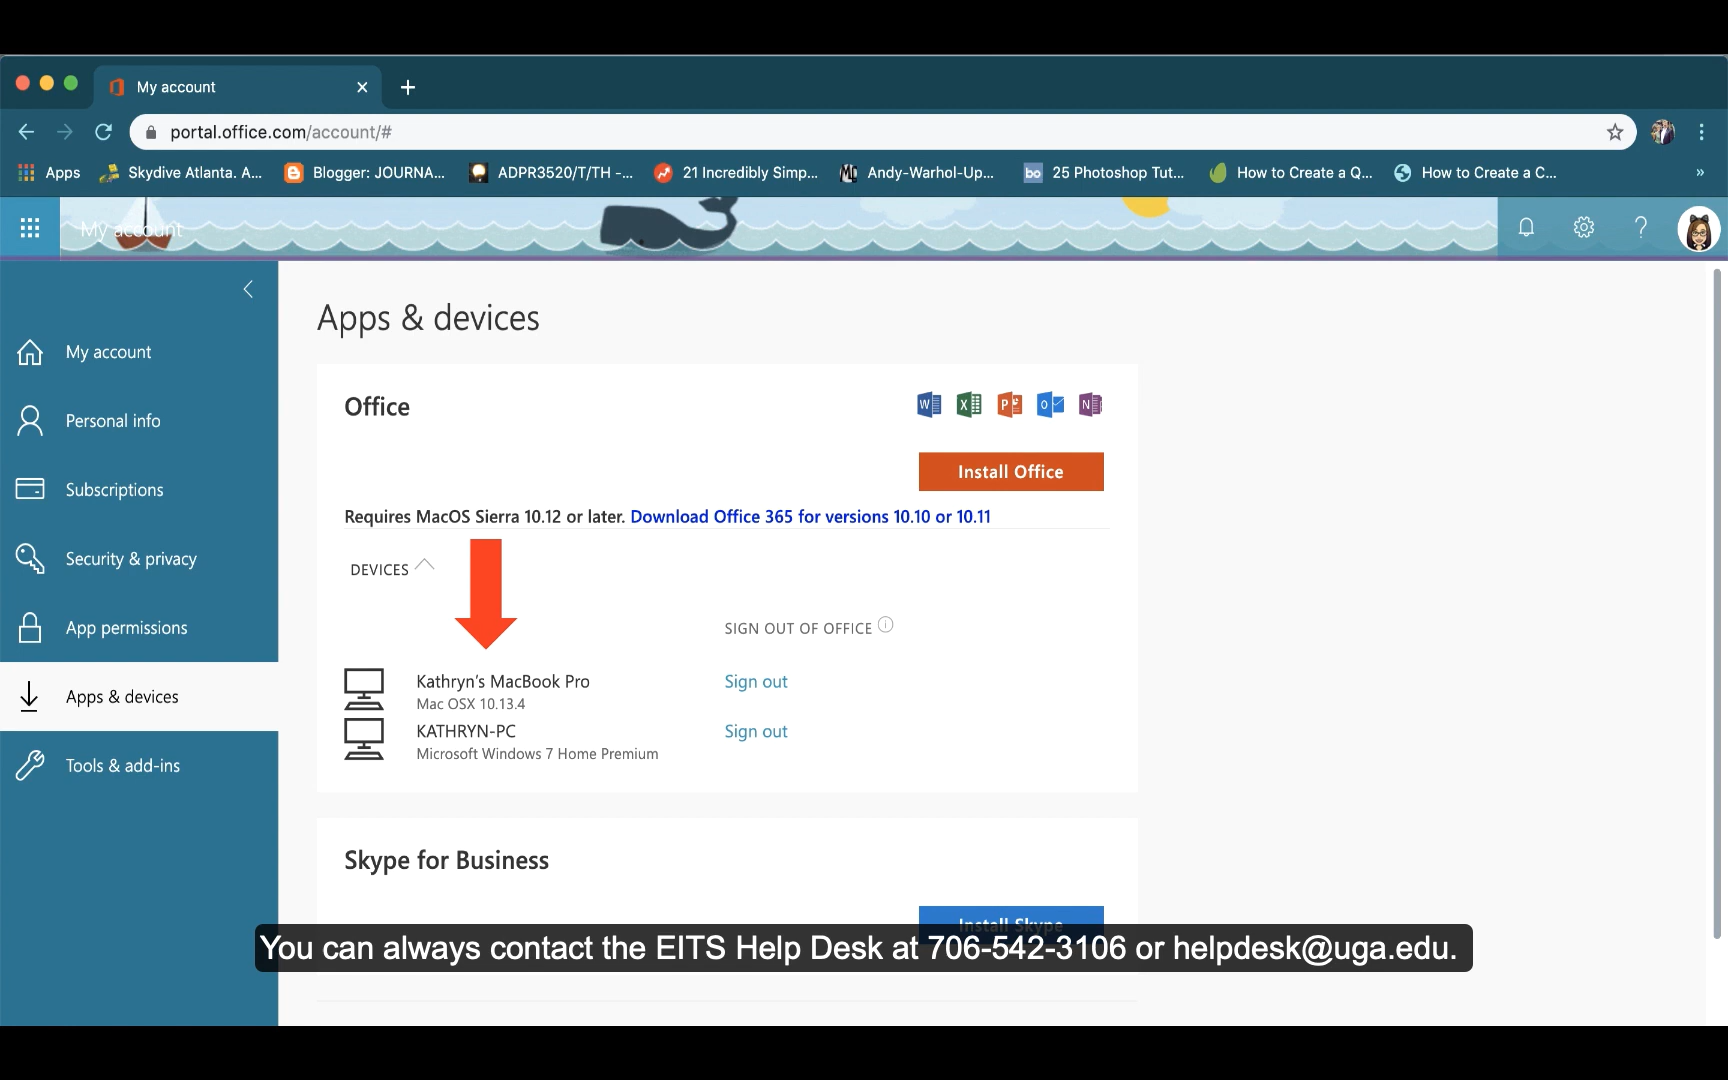 My account
portal.office.com/account/#
Apps
Skydive Atlanta. A...
Blogger: JOURNA...
ADPR3520/T/TH -...
21 Incredibly Simp...
Andy-Warhol-Up...
25 Photoshop Tut...
How to Create a Q...
How to Create a C...
My account
My account
Personal info
Subscriptions
Security & privacy
App permissions
Apps & devices
Tools & add-ins
Apps & devices
Office
Install Office
Requires MacOS Sierra 10.12 or later. Download Office 365 for versions 10.10 or 10.11
DEVICES
SIGN OUT OF OFFICE
Kathryn's MacBook Pro
Sign out
Mac OSX 10.13.4
KATHRYN-PC
Sign out
Microsoft Windows 7 Home Premium
Skype for Business
Install Skype
You can always contact the EITS Help Desk at 706-542-3106 or helpdesk@uga.edu.